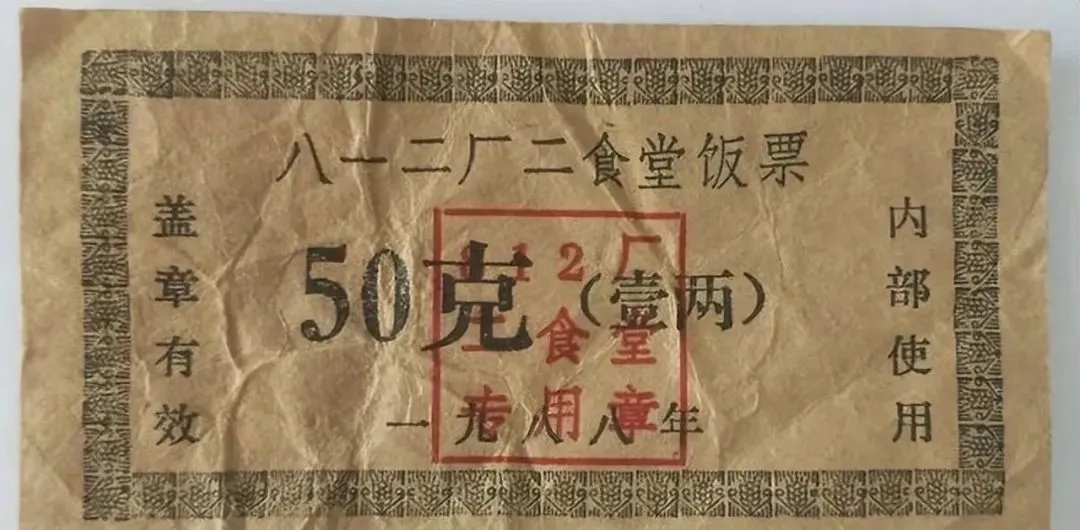 八一二厂二食堂饭票
盖章有效
50克（壹两）
内部使用
一九八八年
812厂
二食堂
专用章